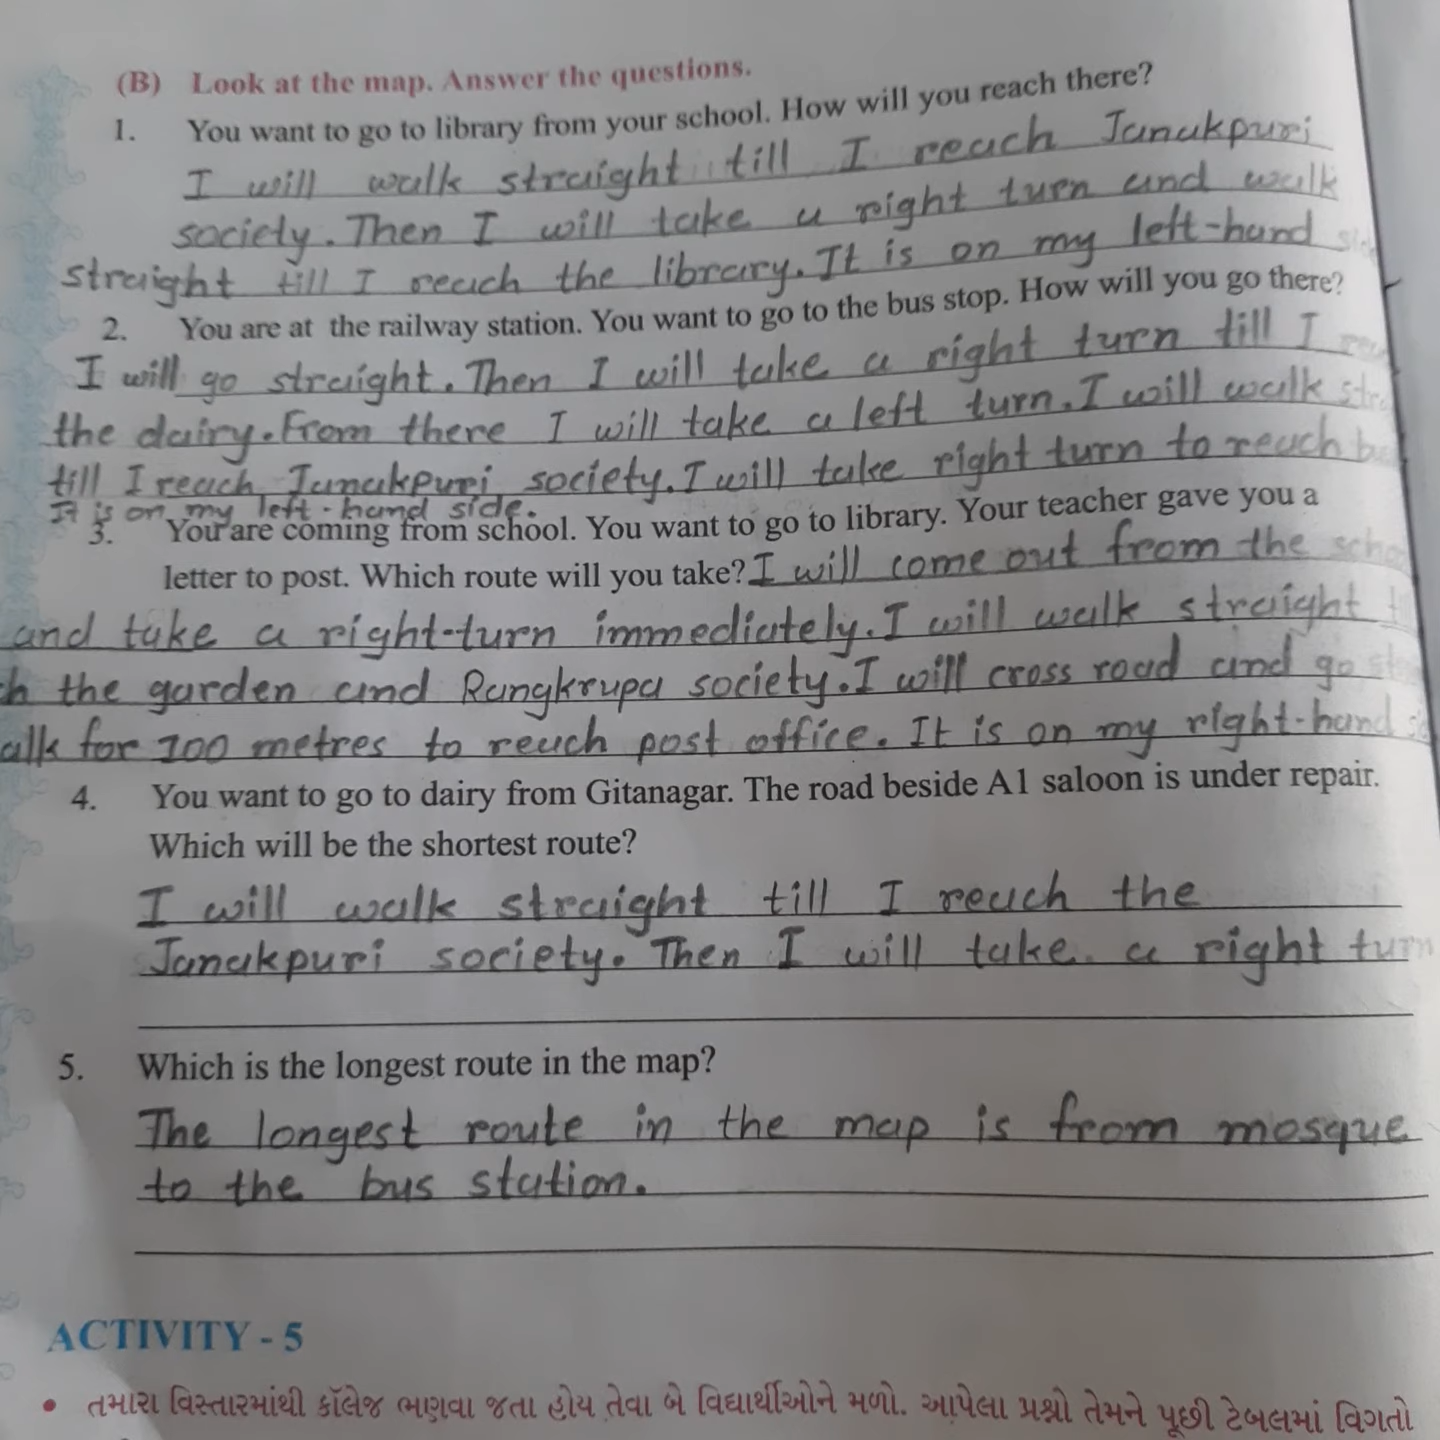 (B) Look at the map. Answer the questions.
1. You want to go to library from your school. How will you reach there?
I will walk straight till I reach Janakpuri
society. Then I will take a right turn and walk
straight till I reach the library. It is on my left-hand
2. You are at the railway station. You want to go to the bus stop. How will you go there?
I will go straight. Then I will take a right turn till I
the dairy. From there I will take a left turn. I will walk
till I reach Janakpuri society. I will take right turn to reach
It is on my left-hand side.
3. You are coming from school. You want to go to library. Your teacher gave you a
letter to post. Which route will you take? I will come out from the
and take a right-turn immediately. I will walk straight
the garden and Rangkrupa society. I will cross road and go
for 100 metres to reach post office. It is on my right-hand
4. You want to go to dairy from Gitanagar. The road beside A1 saloon is under repair.
Which will be the shortest route?
I will walk straight till I reach the
Janakpuri society. Then I will take a right turn
5. Which is the longest route in the map?
The longest route in the map is from mosque
to the bus station.
ACTIVITY - 5
• તમારા વિસ્તારમાંથી કૉલેજ ભણવા જતા હોય તેવા બે વિદ્યાર્થીઓને મળો. આપેલા પ્રશ્નો તેમને પૂછી ટેબલમાં વિગતો